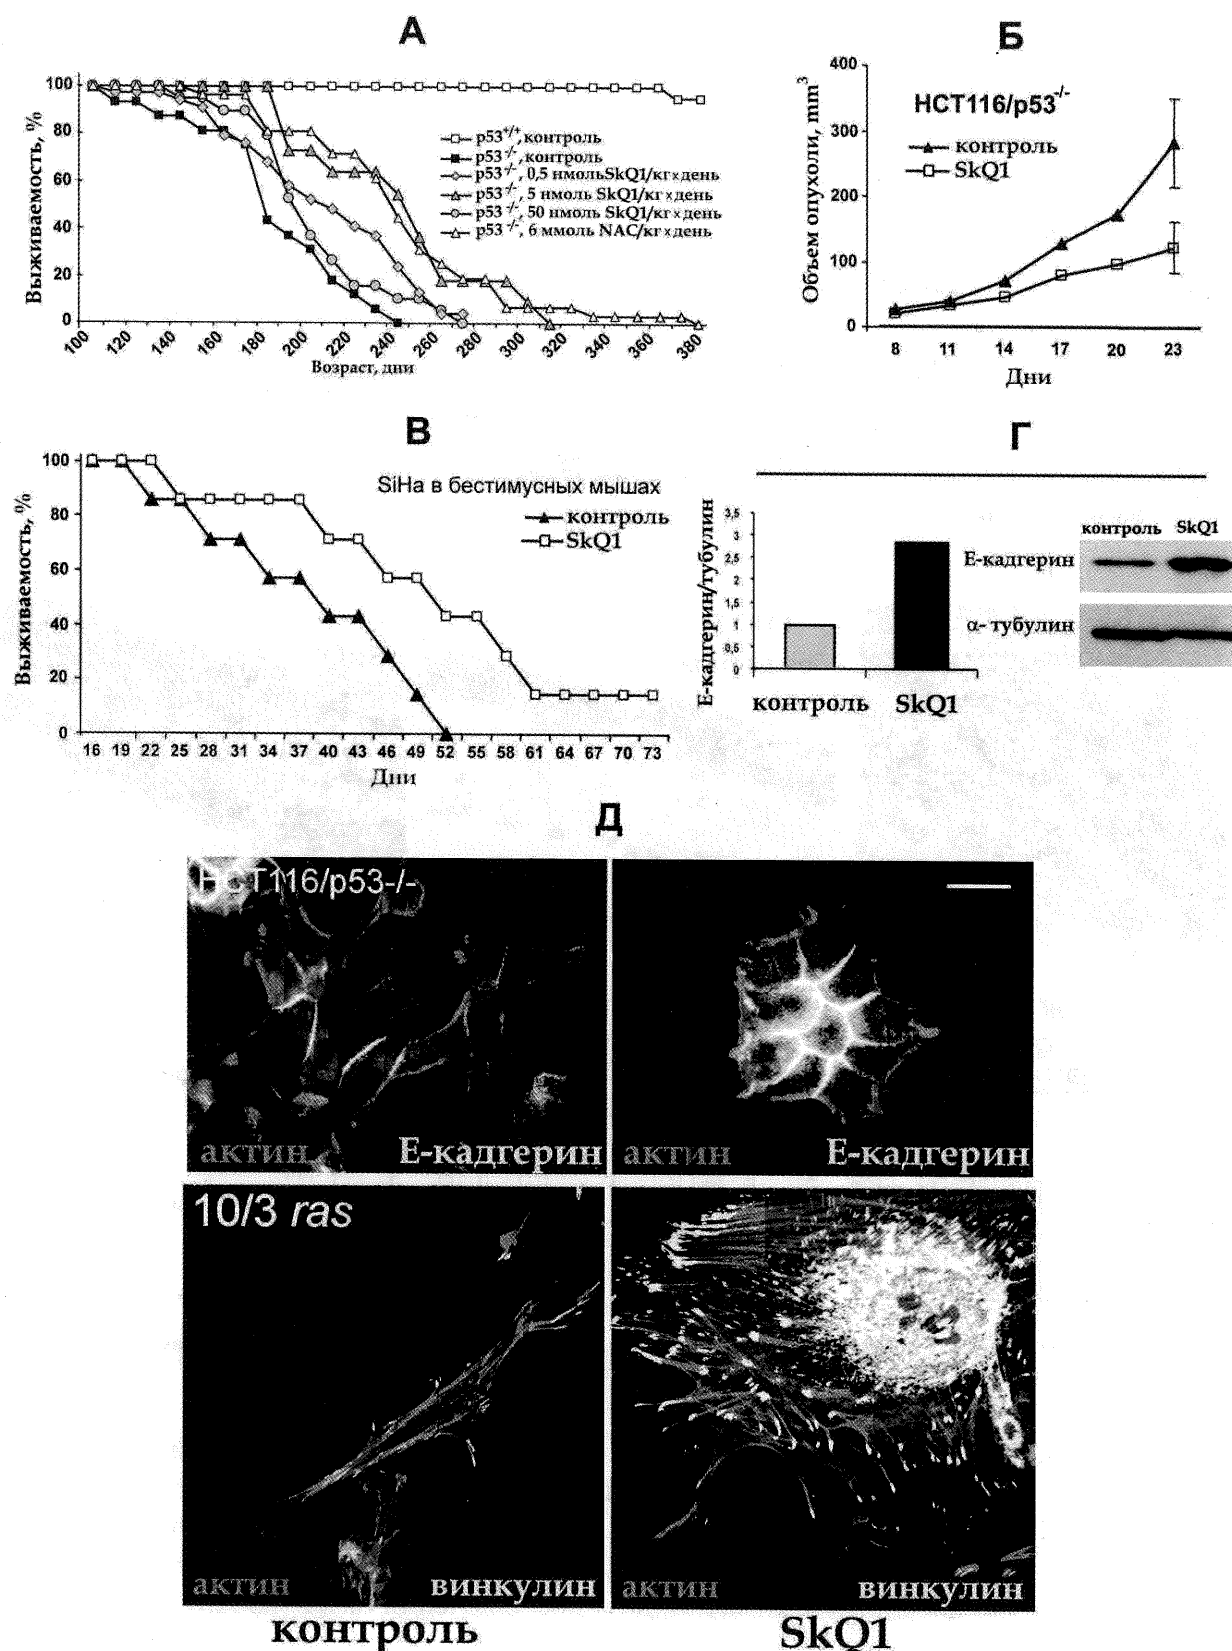 А
Выживаемость, %
100
80
60
40
20
0
100 120 140 160 180 200 220 240 260 280 300 320 340 360 380
Возраст, дни
p53+/+, контроль
p53-/-, контроль
p53-/-, 0,5 нмольSkQ1/кг×день
p53-/-, 5 нмоль SkQ1/кг×день
p53-/-, 50 нмоль SkQ1/кг×день
p53-/-, 6 ммоль NAC/кг×день
Б
Объем опухоли, mm3
400
300
200
100
0
HCT116/p53-/-
контроль
SkQ1
8 11 14 17 20 23
Дни
В
Выживаемость, %
100
80
60
40
20
0
SiHa в бестимусных мышах
контроль
SkQ1
16 19 22 25 28 31 34 37 40 43 46 49 52 55 58 61 64 67 70 73
Дни
Г
Е-кадгерин/тубулин
3,5
3
2,5
2
1,5
1
0,5
0
контроль SkQ1
контроль SkQ1
Е-кадгерин
α- тубулин
Д
HCT116/p53-/-
актин Е-кадгерин
актин Е-кадгерин
10/3 ras
актин винкулин
актин винкулин
контроль SkQ1